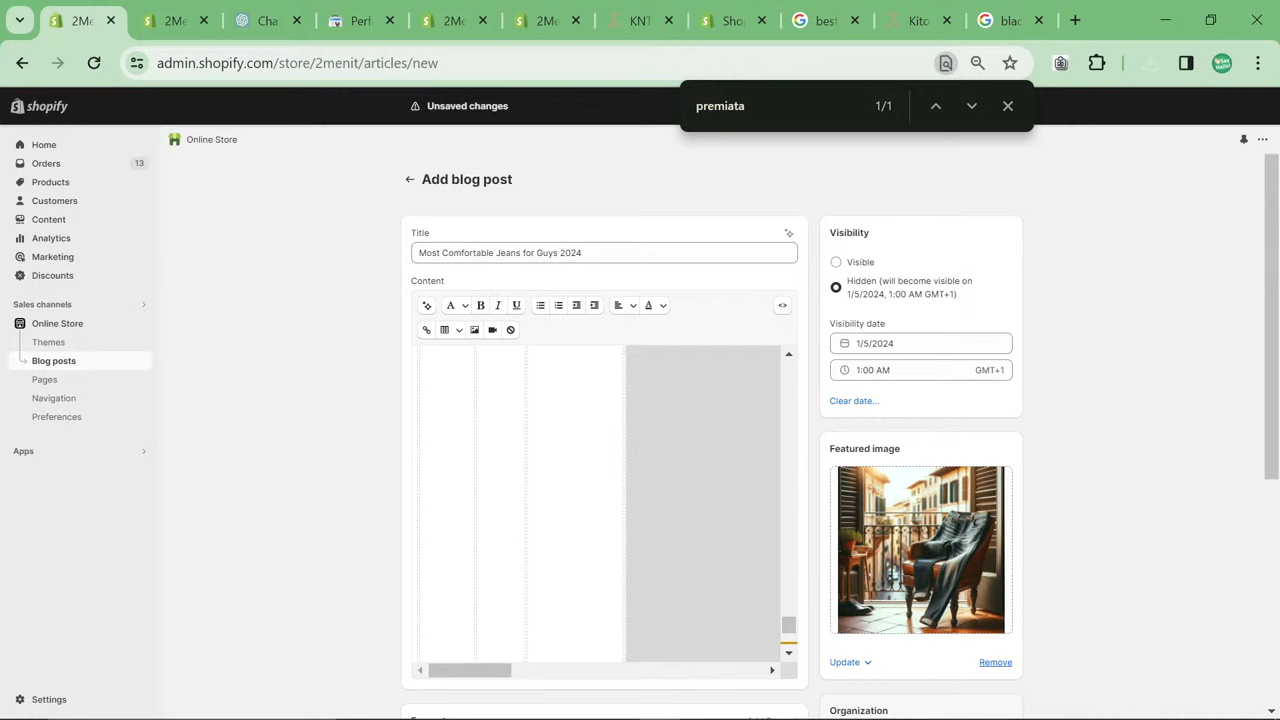 2Me
2Me
Cha
Perf
2Me
2Me
KNT
Sho
best
Kito
blac
admin.shopify.com/store/2menit/articles/new
premiata
1/1
shopify
Unsaved changes
Online Store
Home
Orders
13
Products
Customers
Content
Analytics
Marketing
Discounts
Sales channels
Online Store
Themes
Blog posts
Pages
Navigation
Preferences
Apps
Settings
Add blog post
Title
Most Comfortable Jeans for Guys 2024
Content
A
B
I
U
A
Visibility
Visible
Hidden (will become visible on
1/5/2024, 1:00 AM GMT+1)
Visibility date
1/5/2024
1:00 AM
GMT+1
Clear date...
Featured image
Update
Remove
Organization